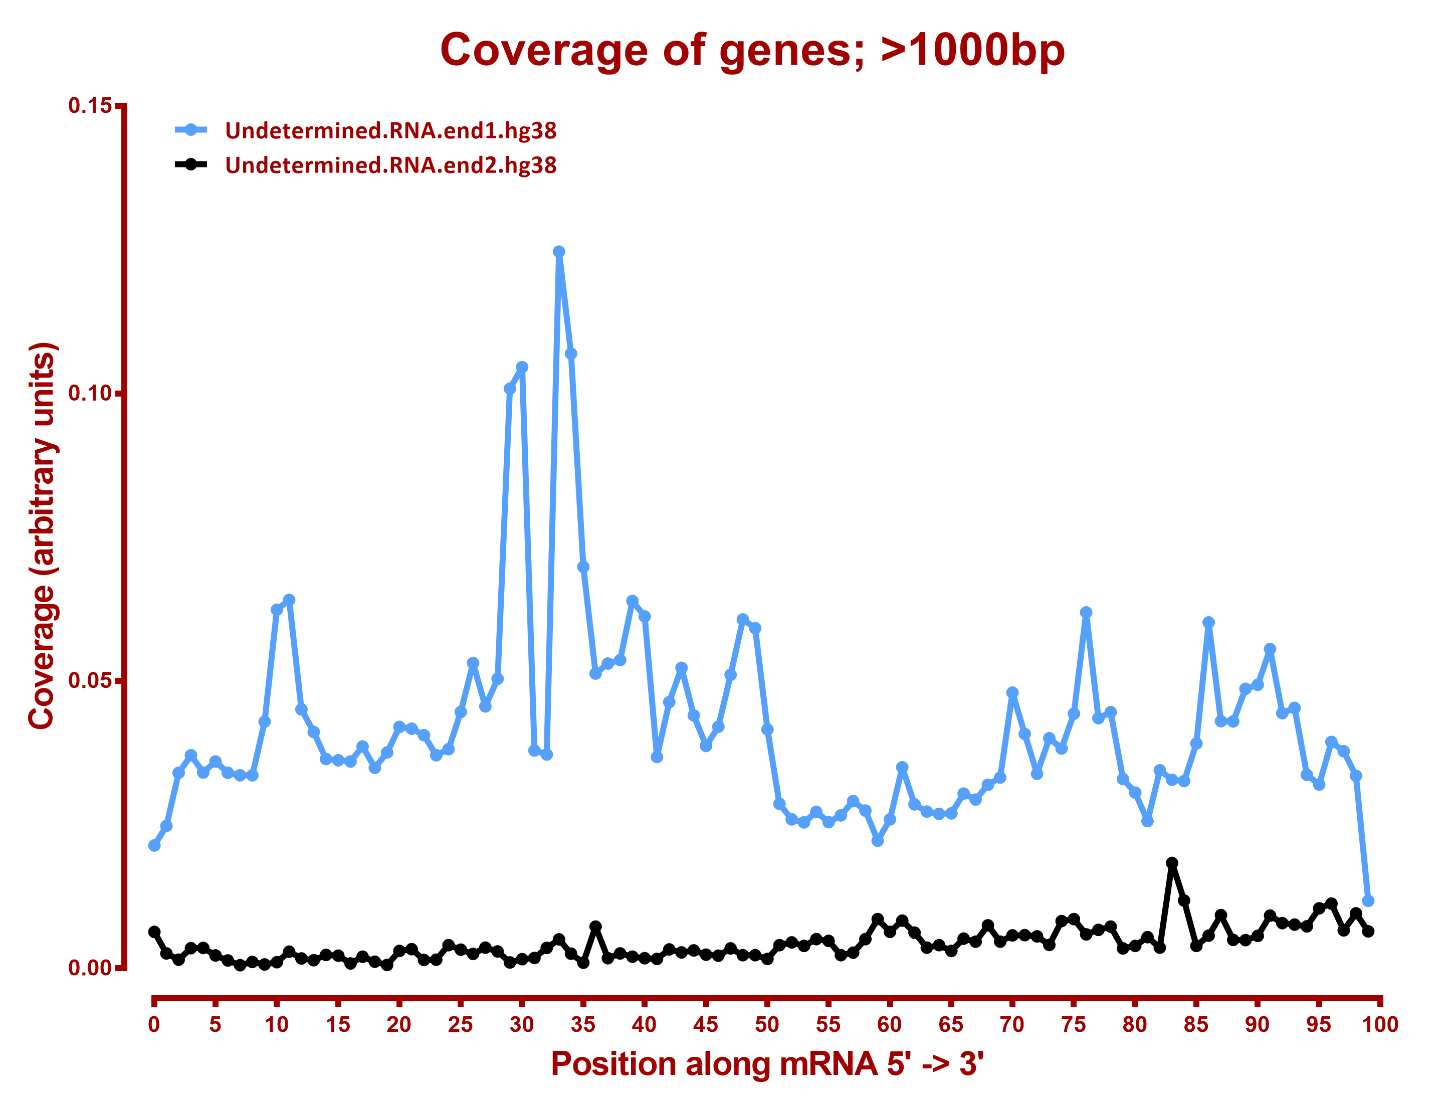 Coverage of genes; >1000bp
Undetermined.RNA.end1.hg38
Undetermined.RNA.end2.hg38
Coverage (arbitrary units)
0.15
0.10
0.05
0.00
0 5 10 15 20 25 30 35 40 45 50 55 60 65 70 75 80 85 90 95 100
Position along mRNA 5' -> 3'